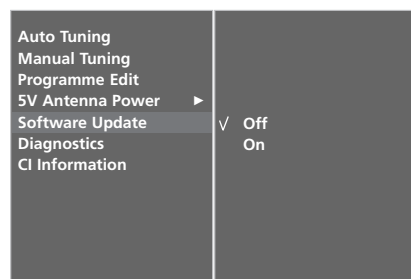 Auto Tuning
Manual Tuning
Programme Edit
5V Antenna Power ►
Software Update
Diagnostics
CI Information
√ Off
On